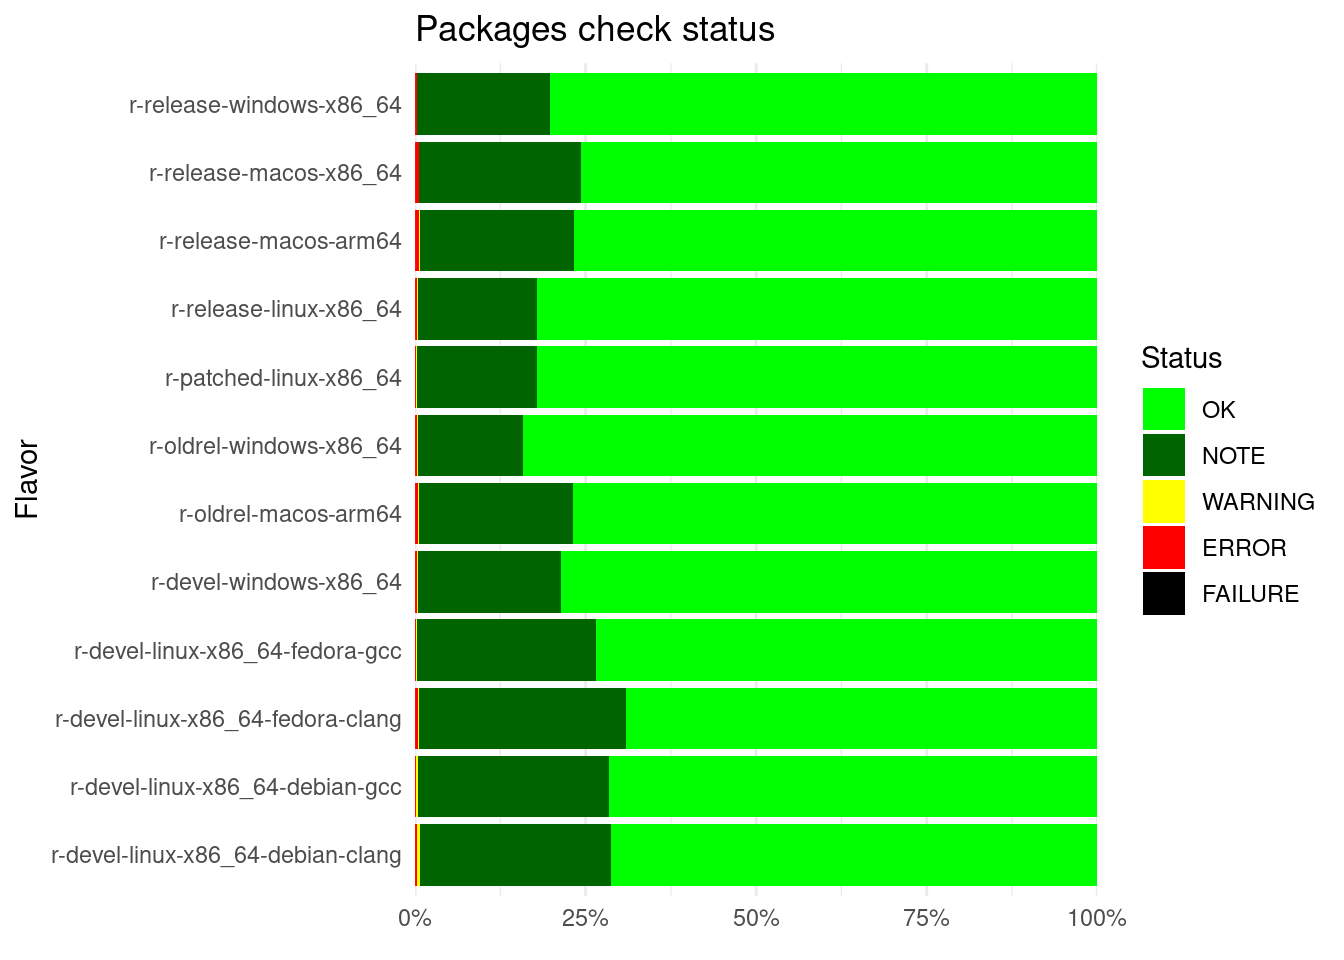 Packages check status
r-release-windows-x86_64
r-release-macos-x86_64
r-release-macos-arm64
r-release-linux-x86_64
r-patched-linux-x86_64
r-oldrel-windows-x86_64
r-oldrel-macos-arm64
r-devel-windows-x86_64
r-devel-linux-x86_64-fedora-gcc
r-devel-linux-x86_64-fedora-clang
r-devel-linux-x86_64-debian-gcc
r-devel-linux-x86_64-debian-clang
Flavor
0% 25% 50% 75% 100%
Status
OK
NOTE
WARNING
ERROR
FAILURE